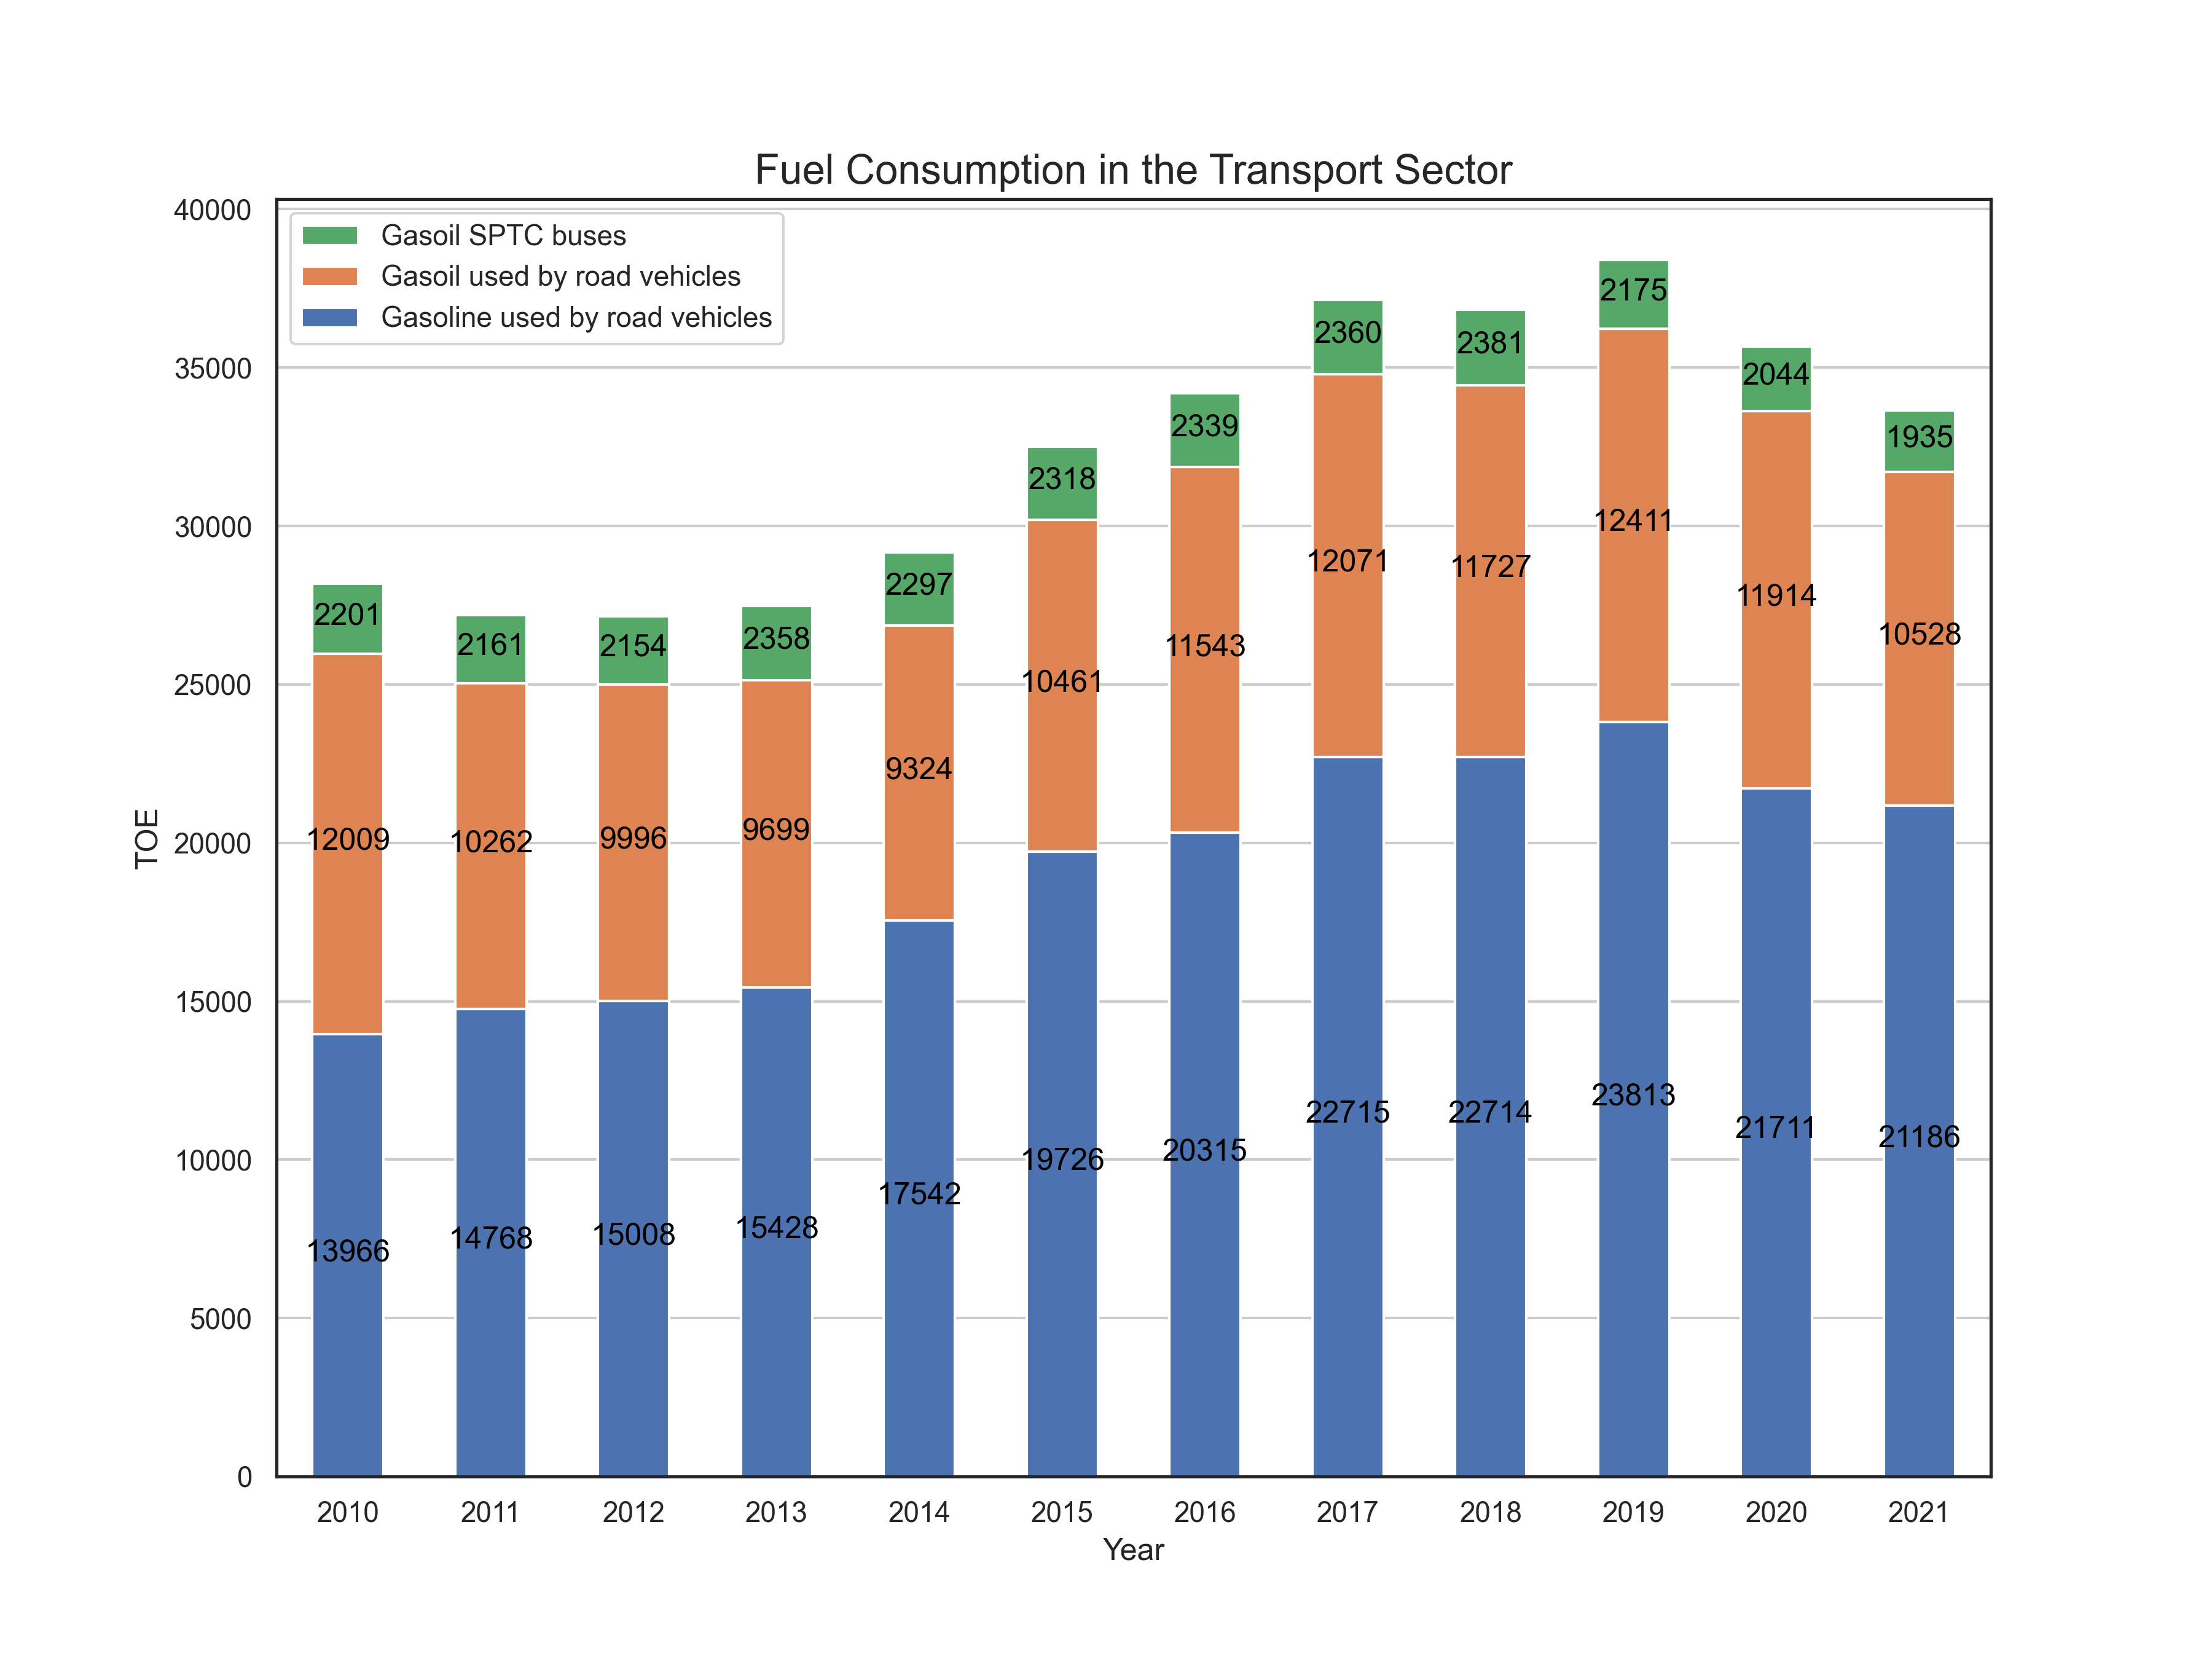 Fuel Consumption in the Transport Sector
Gasoil SPTC buses
Gasoil used by road vehicles
Gasoline used by road vehicles
TOE
40000
35000
30000
25000
20000
15000
10000
5000
0
2201 2161 2154 2358 2297 2318 2339 2360 2381 2175 2044 1935
12009 10262 9996 9699 9324 10461 11543 12071 11727 12411 11914 10528
13966 14768 15008 15428 17542 19726 20315 22715 22714 23813 21711 21186
2010 2011 2012 2013 2014 2015 2016 2017 2018 2019 2020 2021
Year